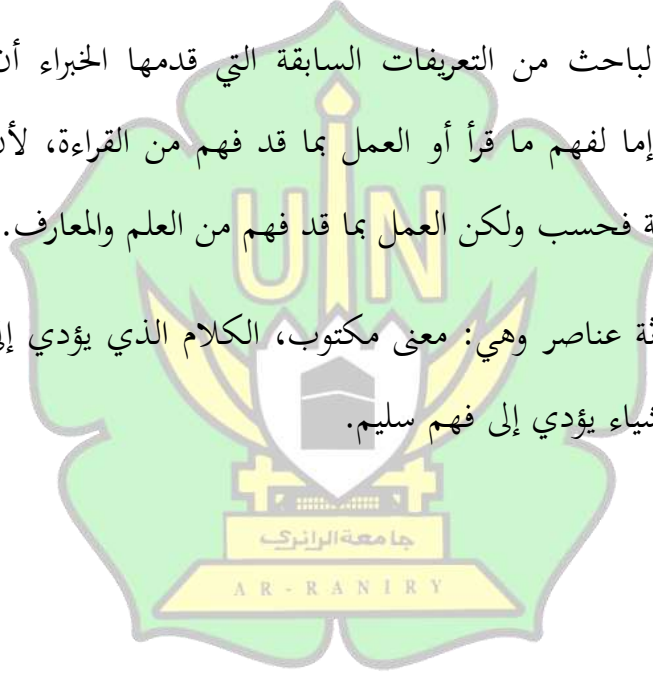 لباحث من التعريفات السابقة التي قدمها الخبراء أن
إما لفهم ما قرأ أو العمل بما قد فهم من القراءة، لأن
ة فحسب ولكن العمل بما قد فهم من العلم والمعارف.
ثة عناصر وهي: معنى مكتوب، الكلام الذي يؤدي إلى
شياء يؤدي إلى فهم سليم.
UIN
جامعة الرانري
AR-RANIRY